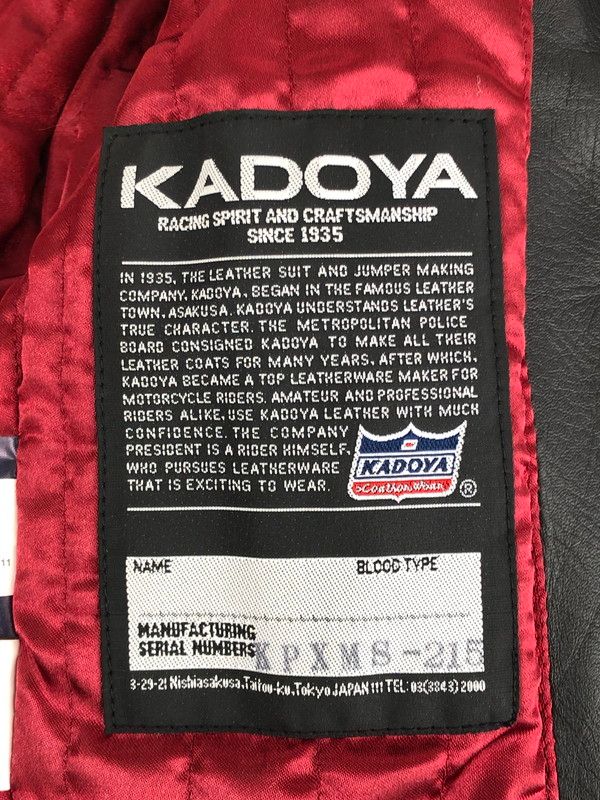 KADOYA
RACING SPIRIT AND CRAFTSMANSHIP
SINCE 1935
IN 1935, THE LEATHER SUIT AND JUMPER MAKING
COMPANY, KADOYA, BEGAN IN THE FAMOUS LEATHER
TOWN, ASAKUSA. KADOYA UNDERSTANDS LEATHER'S
TRUE CHARACTER. THE METROPOLITAN POLICE
BOARD CONSIGNED KADOYA TO MAKE ALL THEIR
LEATHER COATS FOR MANY YEARS. AFTER WHICH,
KADOYA BECAME A TOP LEATHERWARE MAKER FOR
MOTORCYCLE RIDERS. AMATEUR AND PROFESSIONAL
RIDERS ALIKE, USE KADOYA LEATHER WITH MUCH
CONFIDENCE. THE COMPANY
PRESIDENT IS A RIDER HIMSELF,
WHO PURSUES LEATHERWARE
THAT IS EXCITING TO WEAR.
KADOYA
Leather Wear
®
NAME BLOOD TYPE
MANUFACTURING
SERIAL NUMBERS KPXMS-215
3-29-21 Nishiasakusa,Taitou-ku,Tokyo JAPAN 111 TEL: 03(3843) 2000
11